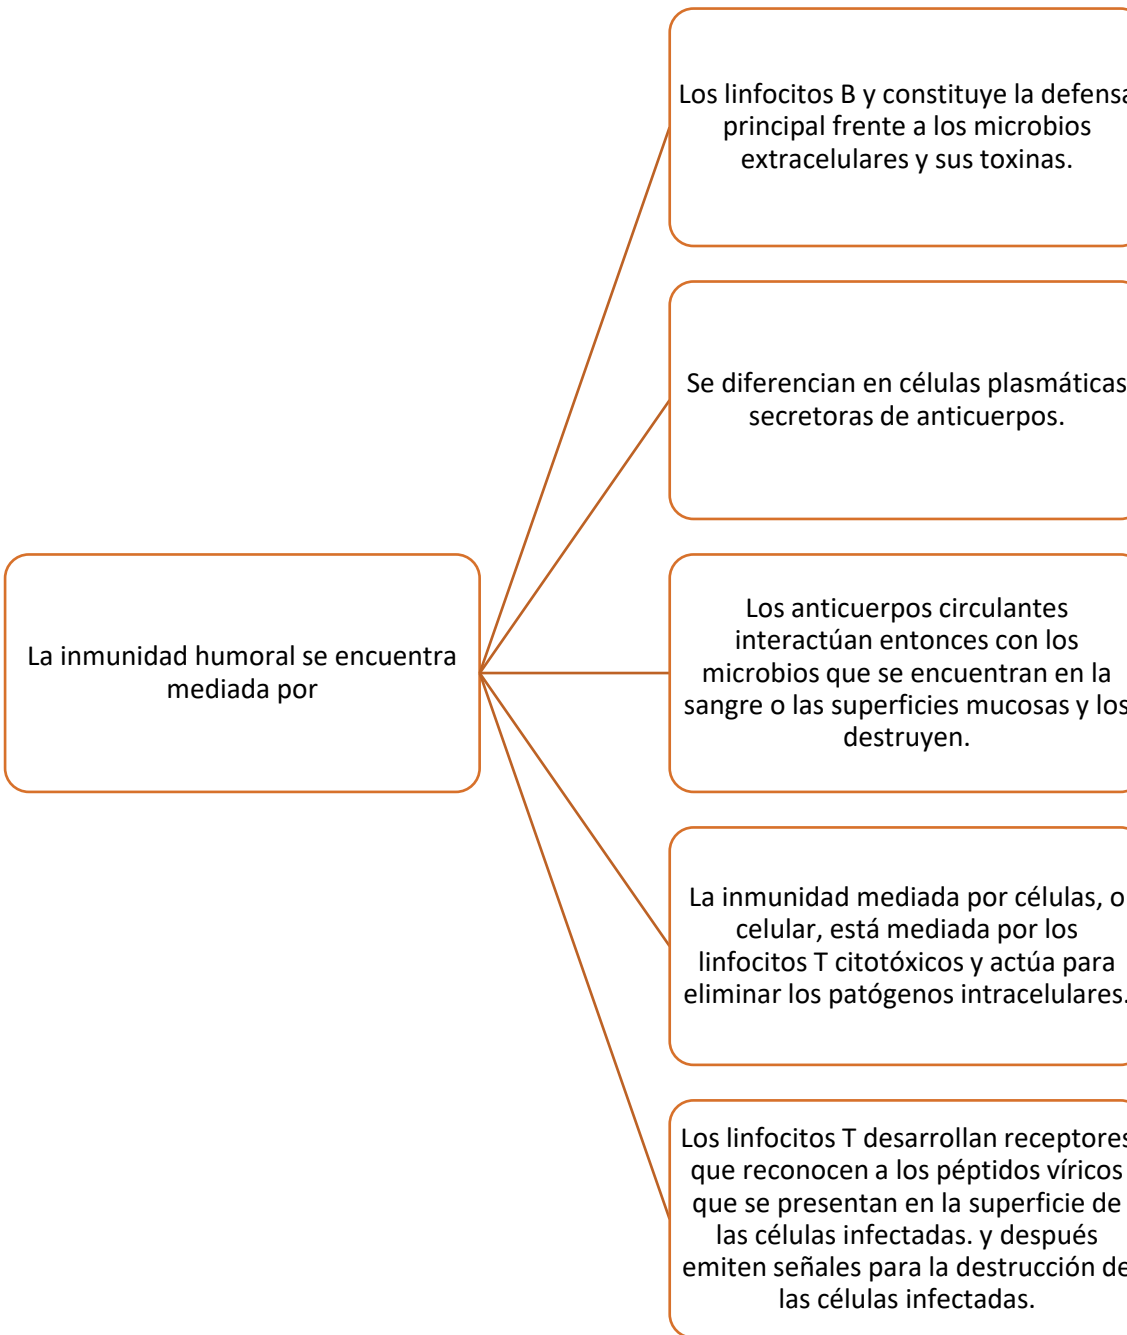 Los linfocitos B y constituye la defensa
principal frente a los microbios
extracelulares y sus toxinas.
Se diferencian en células plasmáticas
secretoras de anticuerpos.
La inmunidad humoral se encuentra
mediada por
Los anticuerpos circulantes
interactúan entonces con los
microbios que se encuentran en la
sangre o las superficies mucosas y los
destruyen.
La inmunidad mediada por células, o
celular, está mediada por los
linfocitos T citotóxicos y actúa para
eliminar los patógenos intracelulares.
Los linfocitos T desarrollan receptores
que reconocen a los péptidos víricos
que se presentan en la superficie de
las células infectadas. y después
emiten señales para la destrucción de
las células infectadas.